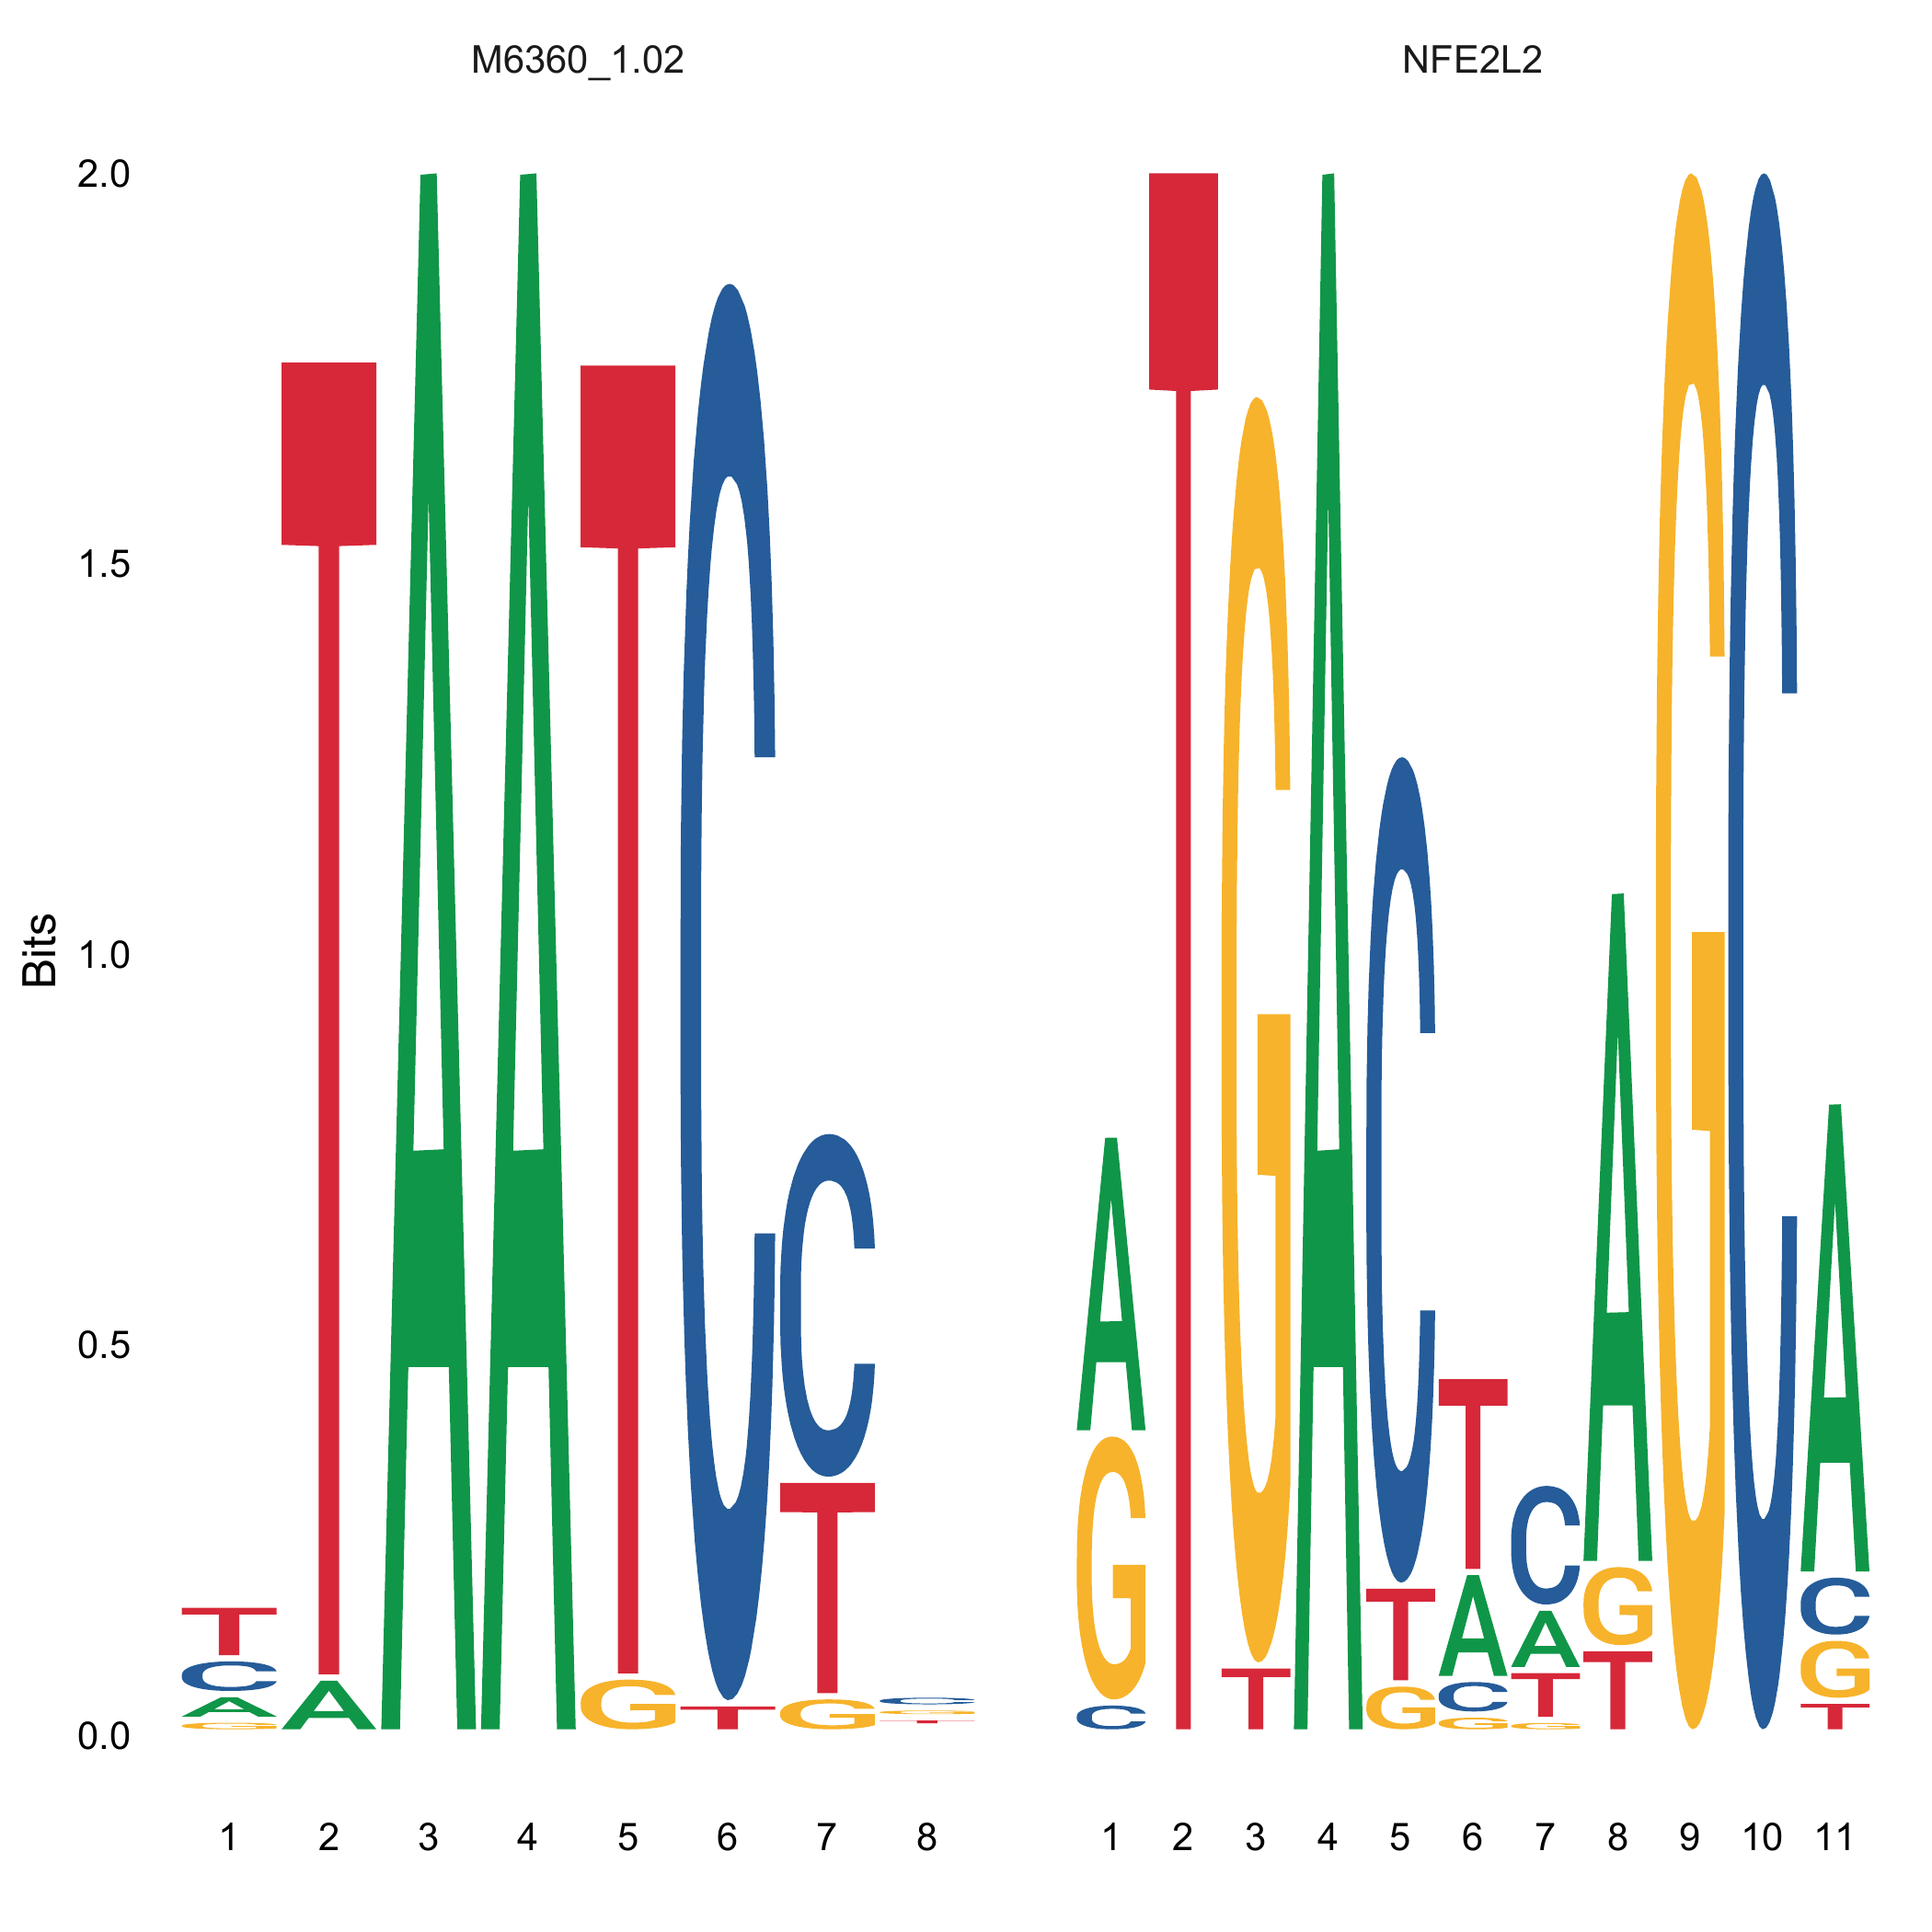 M6360_1.02 NFE2L2
2.0
1.5
1.0
0.5
0.0
Bits
T C A G
T A
A
A
T G
C T
C T G
C G T
A G C
T
G T
A
C T G
T A C G
C A T G
A G T
G
C
A C G T
1 2 3 4 5 6 7 8 1 2 3 4 5 6 7 8 9 10 11